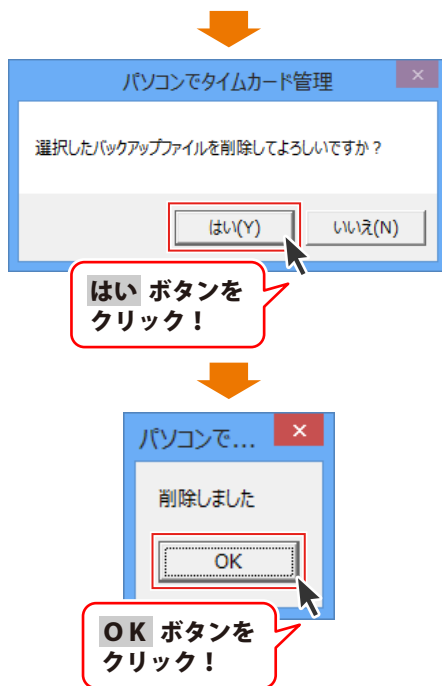 パソコンでタイムカード管理
選択したバックアップファイルを削除してよろしいですか？
はい(Y)
いいえ(N)
はい ボタンを
クリック！
パソコンで...
削除しました
OK
ＯＫ ボタンを
クリック！